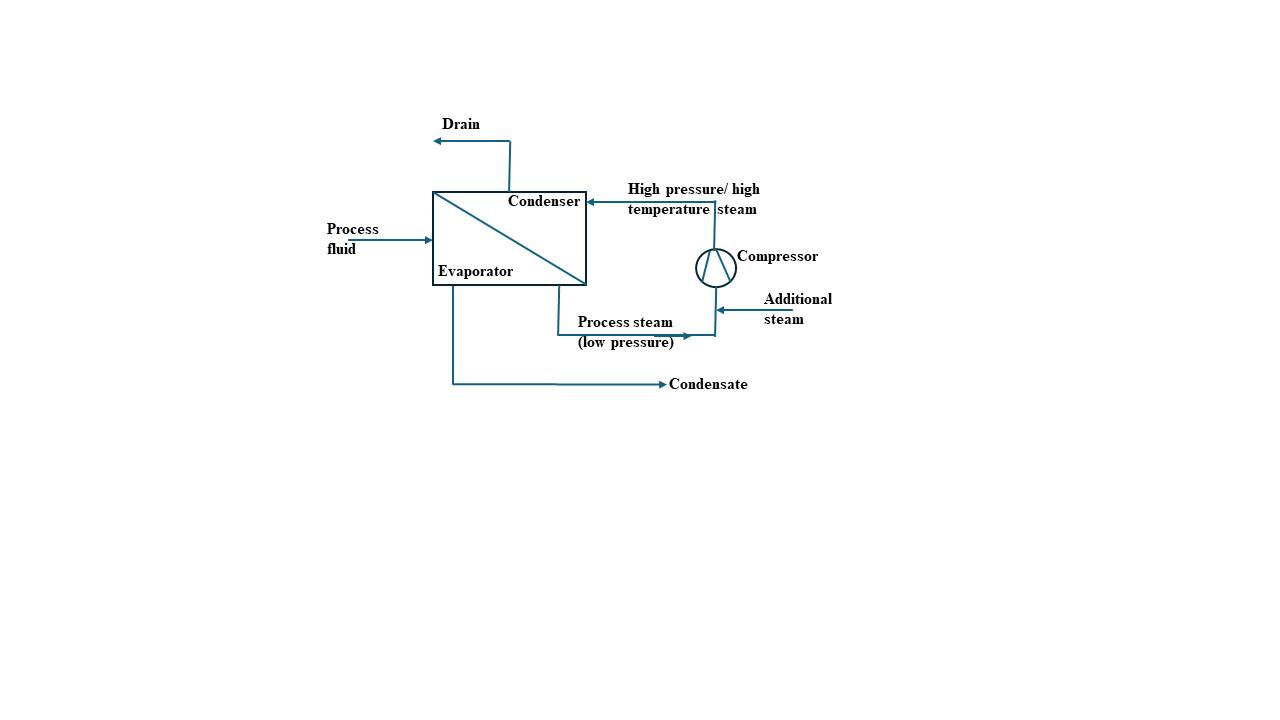 Drain
High pressure/ high
temperature steam
Condenser
Process
fluid
Compressor
Evaporator
Additional
steam
Process steam
(low pressure)
Condensate